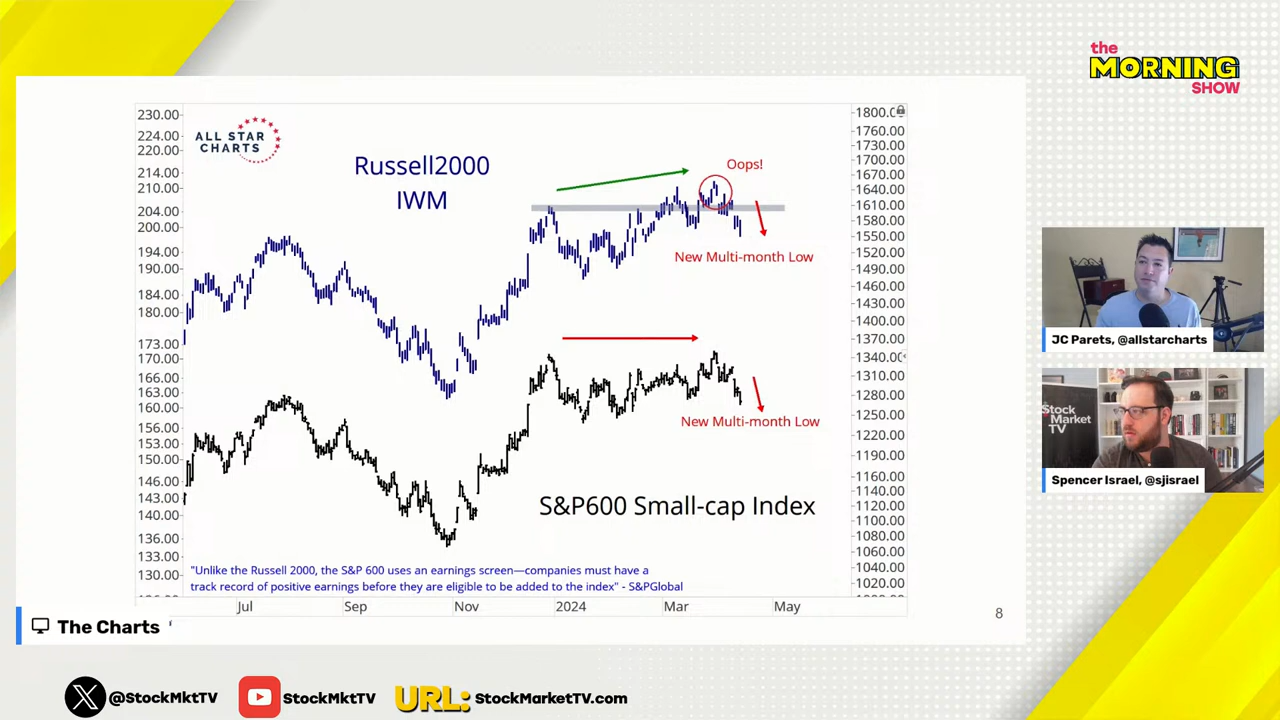 the
MORNING
SHOW
ALL STAR
CHARTS
Russell2000
IWM
Oops!
New Multi-month Low
New Multi-month Low
S&P600 Small-cap Index
"Unlike the Russell 2000, the S&P 600 uses an earnings screen—companies must have a
track record of positive earnings before they are eligible to be added to the index" - S&PGlobal
230.00
224.00
220.00
214.00
210.00
204.00
200.00
194.00
190.00
184.00
180.00
173.00
170.00
166.00
163.00
160.00
156.00
153.00
150.00
146.00
143.00
140.00
136.00
133.00
130.00
1760.00
1730.00
1700.00
1670.00
1640.00
1610.00
1580.00
1550.00
1520.00
1490.00
1460.00
1430.00
1400.00
1370.00
1340.00
1310.00
1280.00
1250.00
1220.00
1190.00
1160.00
1140.00
1120.00
1100.00
1080.00
1060.00
1040.00
1020.00
Jul Sep Nov 2024 Mar May
8
JC Parets, @allstarcharts
Stock
Market
TV
Spencer Israel, @sjisrael
The Charts
@StockMktTV
StockMktTV
URL: StockMarketTV.com